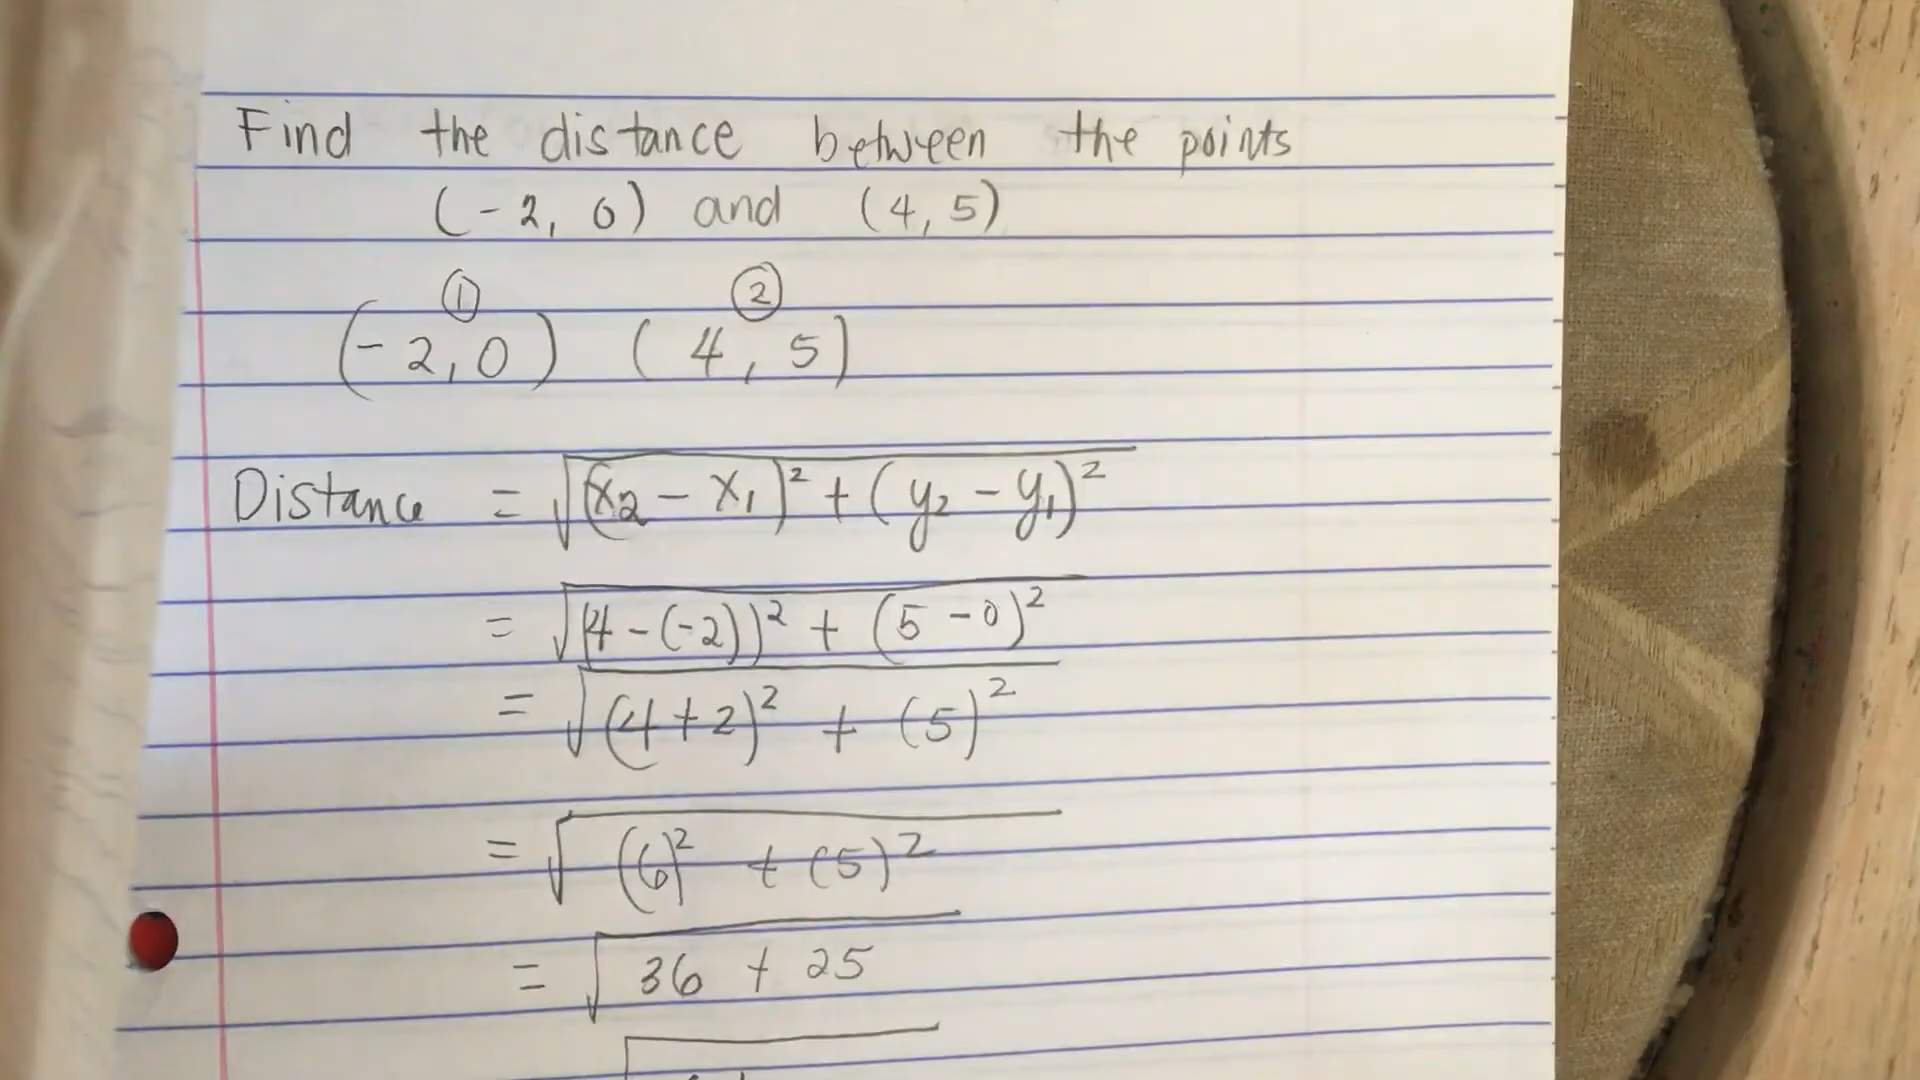 Find the distance between the points
(-2, 0) and (4, 5)
① ②
(-2, 0) (4, 5)
Distance = √(x₂ - x₁)² + (y₂ - y₁)²
= √(4 - (-2))² + (5 - 0)²
= √(4 + 2)² + (5)²
= √(6)² + (5)²
= √36 + 25